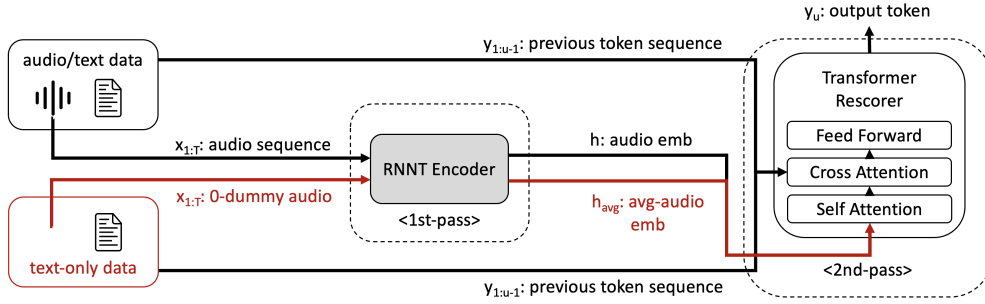 y1:u-1: previous token sequence
yu: output token
audio/text data
Transformer
Rescorer
Feed Forward
x1:T: audio sequence
RNNT Encoder
h: audio emb
Cross Attention
x1:T: 0-dummy audio
havg: avg-audio
emb
Self Attention
<1st-pass>
text-only data
<2nd-pass>
y1:u-1: previous token sequence